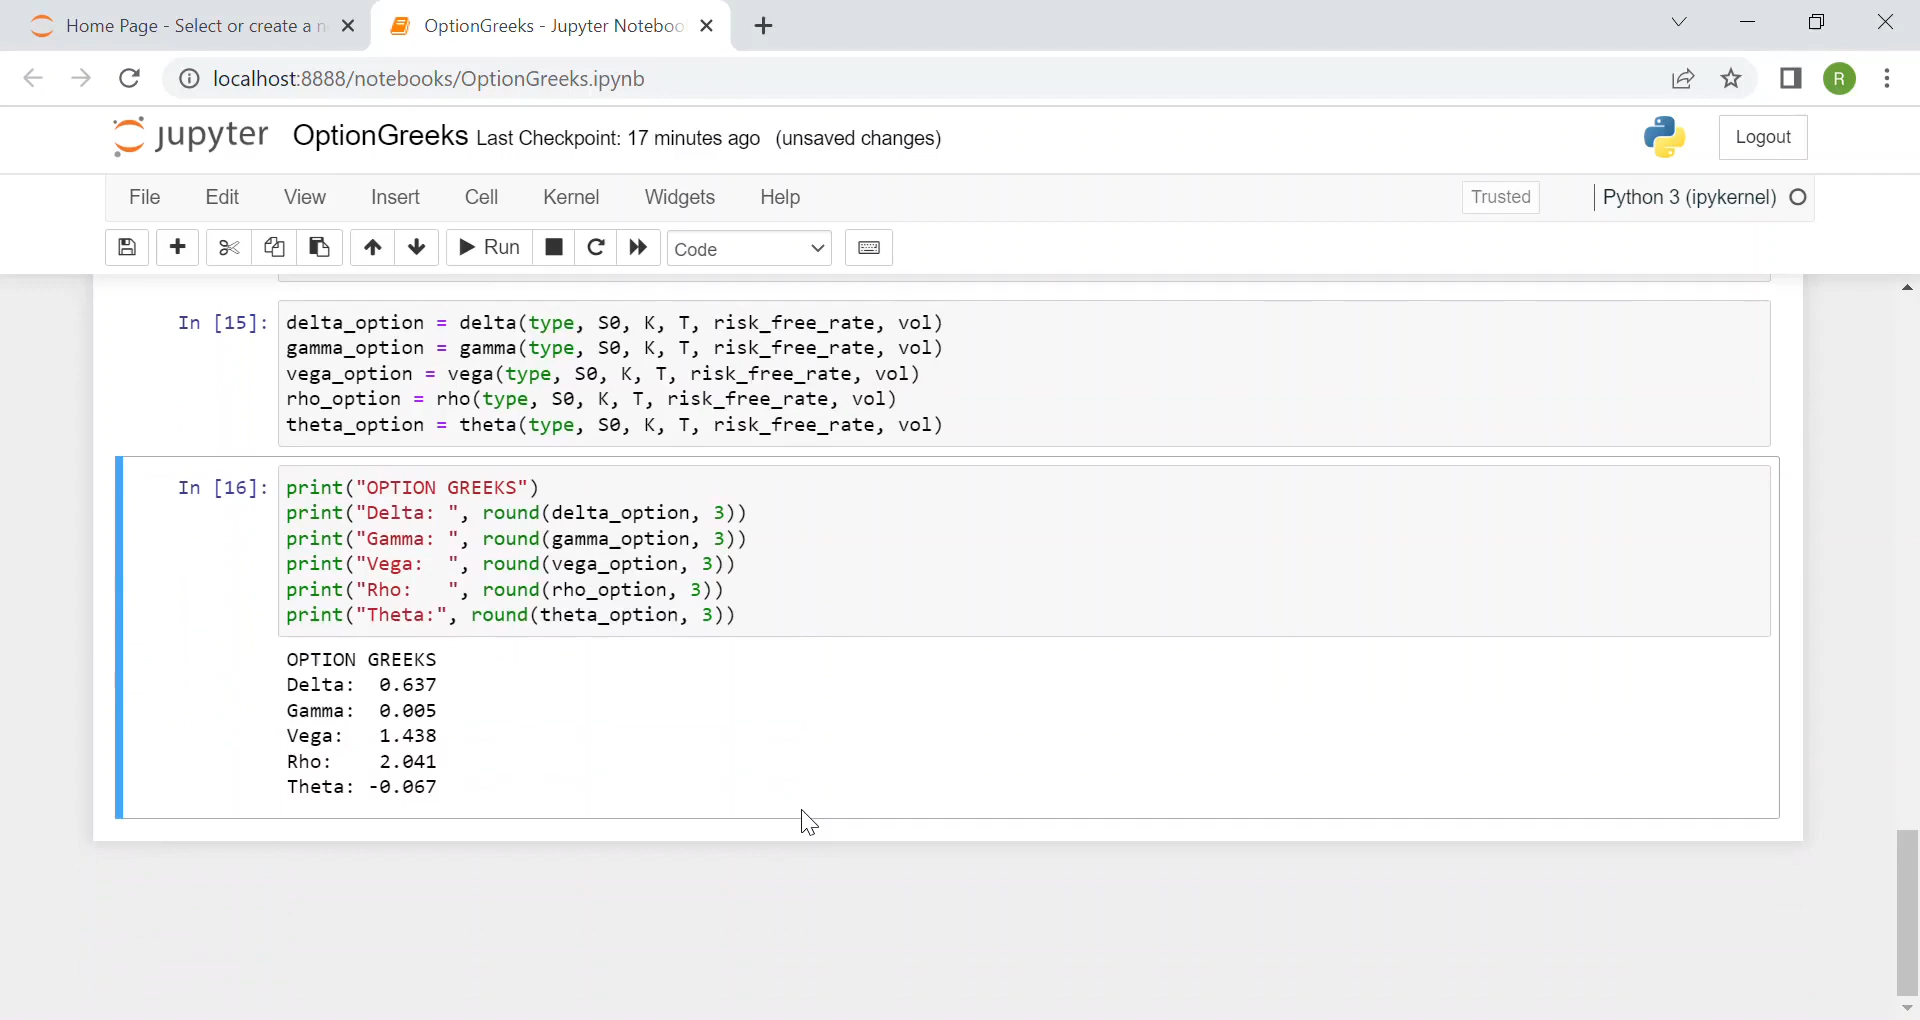 Home Page - Select or create a n
OptionGreeks - Jupyter Noteboo
localhost:8888/notebooks/OptionGreeks.ipynb
R
jupyter OptionGreeks Last Checkpoint: 17 minutes ago (unsaved changes)
Logout
File Edit View Insert Cell Kernel Widgets Help
Trusted
Python 3 (ipykernel)
Run
Code
In [15]:
delta_option = delta(type, S0, K, T, risk_free_rate, vol)
gamma_option = gamma(type, S0, K, T, risk_free_rate, vol)
vega_option = vega(type, S0, K, T, risk_free_rate, vol)
rho_option = rho(type, S0, K, T, risk_free_rate, vol)
theta_option = theta(type, S0, K, T, risk_free_rate, vol)
In [16]:
print("OPTION GREEKS")
print("Delta: ", round(delta_option, 3))
print("Gamma: ", round(gamma_option, 3))
print("Vega:  ", round(vega_option, 3))
print("Rho:   ", round(rho_option, 3))
print("Theta:", round(theta_option, 3))
OPTION GREEKS
Delta:  0.637
Gamma:  0.005
Vega:   1.438
Rho:    2.041
Theta: -0.067